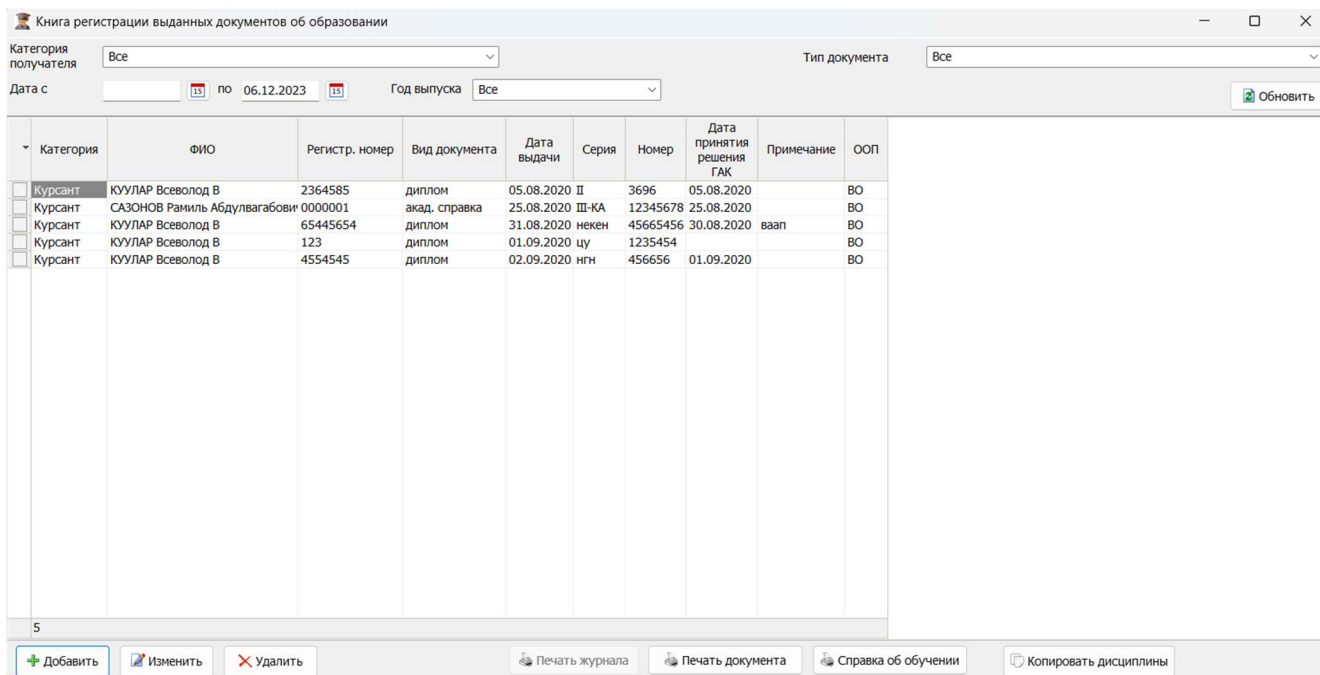 Книга регистрации выданных документов об образовании
Категория получателя Все Тип документа Все
Дата с 15 по 06.12.2023 15 Год выпуска Все Обновить
Категория ФИО Регистр. номер Вид документа Дата выдачи Серия Номер Дата принятия решения ГАК Примечание ООП
Курсант КУУЛАР Всеволод В 2364585 диплом 05.08.2020 II 3696 05.08.2020 ВО
Курсант САЗОНОВ Рамиль Абдулвагабович 0000001 акад. справка 25.08.2020 III-КА 12345678 25.08.2020 ВО
Курсант КУУЛАР Всеволод В 65445654 диплом 31.08.2020 некен 45665456 30.08.2020 ваап ВО
Курсант КУУЛАР Всеволод В 123 диплом 01.09.2020 цу 1235454 ВО
Курсант КУУЛАР Всеволод В 4554545 диплом 02.09.2020 нгн 456656 01.09.2020 ВО
5
Добавить Изменить Удалить Печать журнала Печать документа Справка об обучении Копировать дисциплины